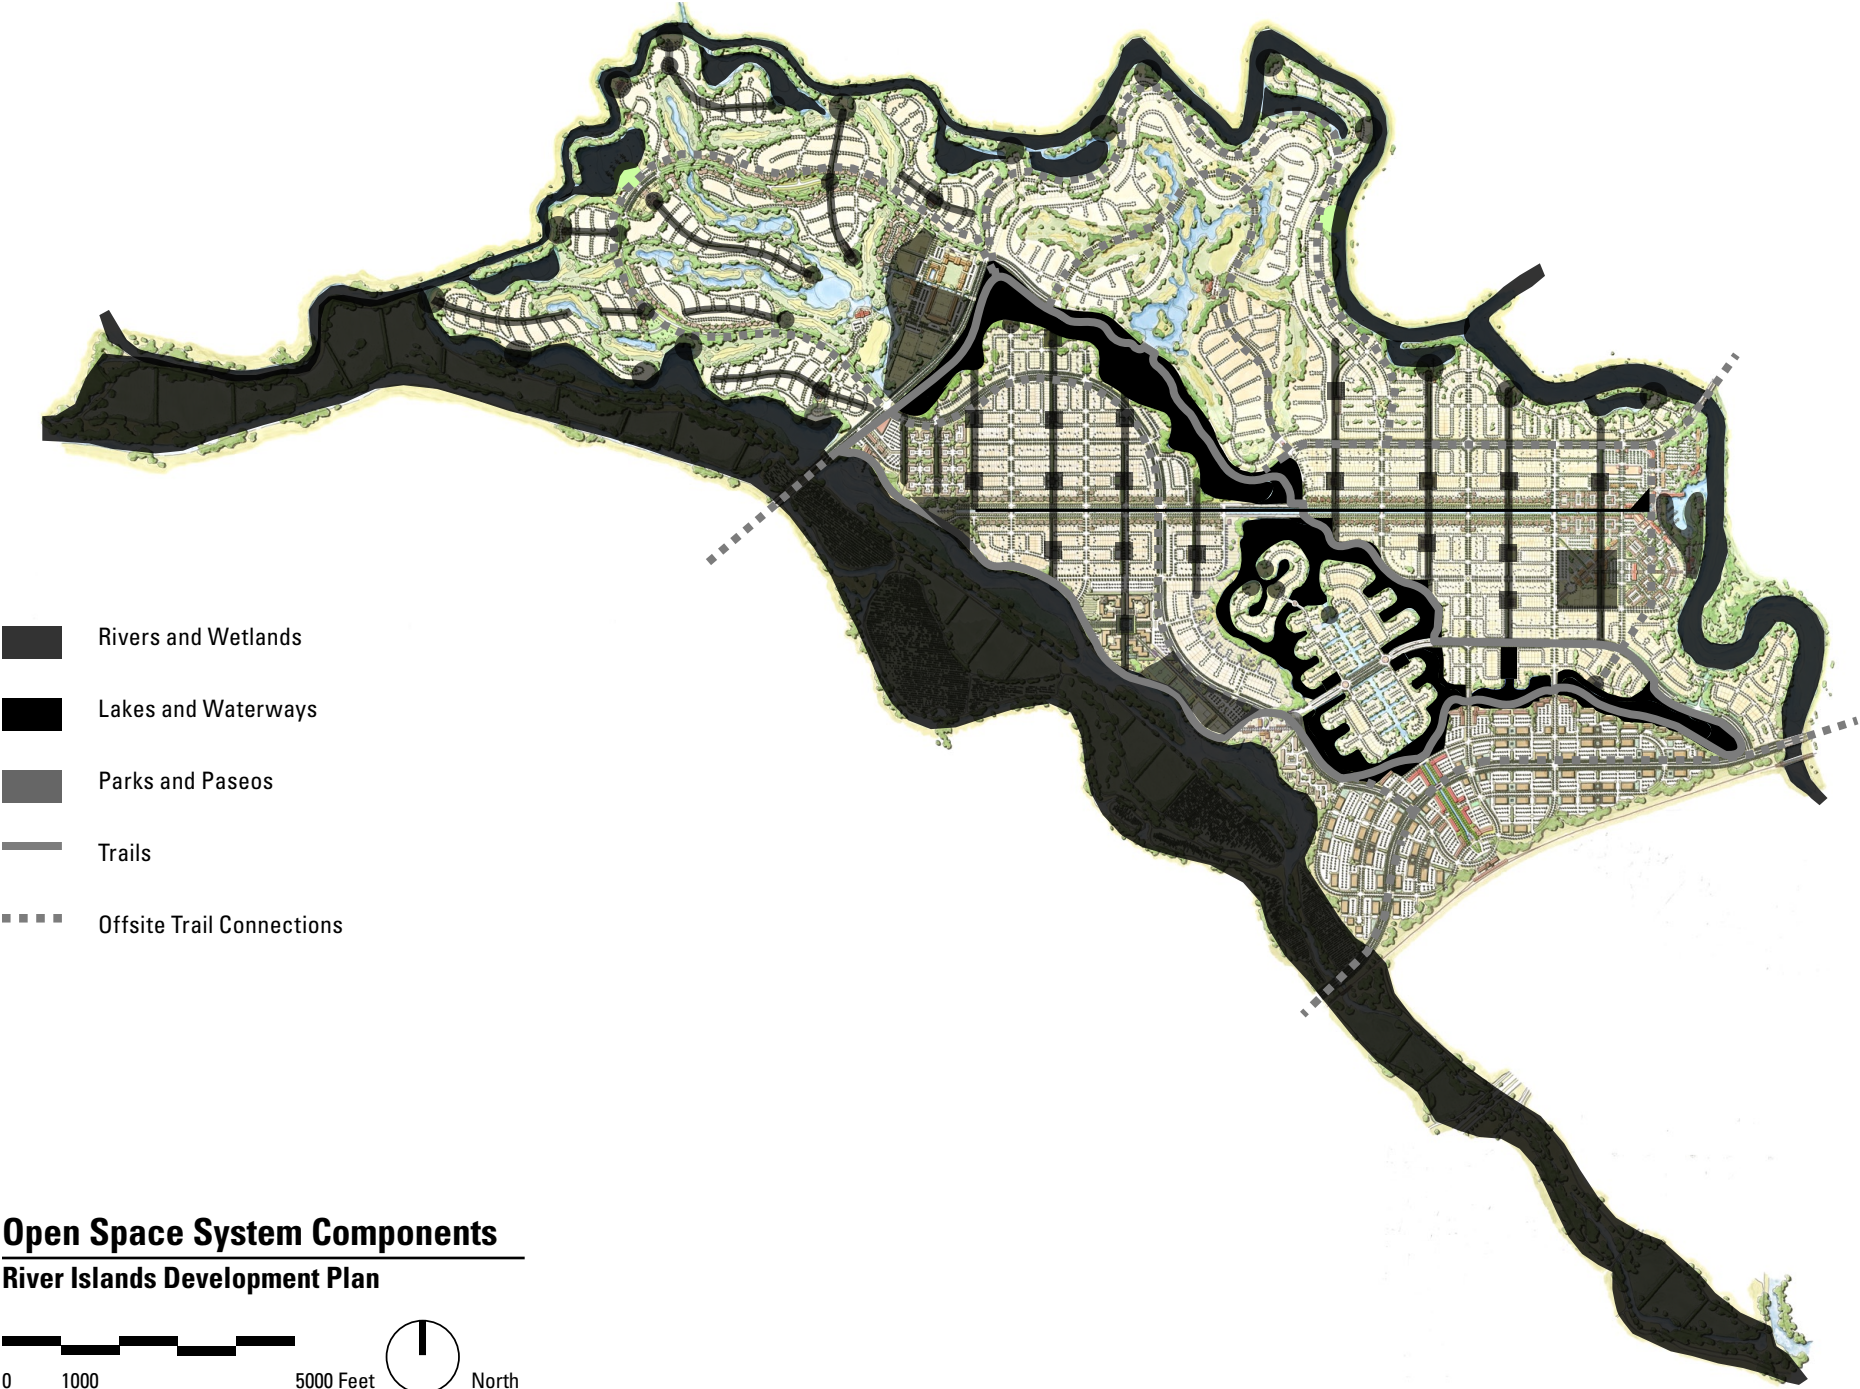 Rivers and Wetlands
Lakes and Waterways
Parks and Paseos
Trails
Offsite Trail Connections
Open Space System Components
River Islands Development Plan
0 1000 5000 Feet North